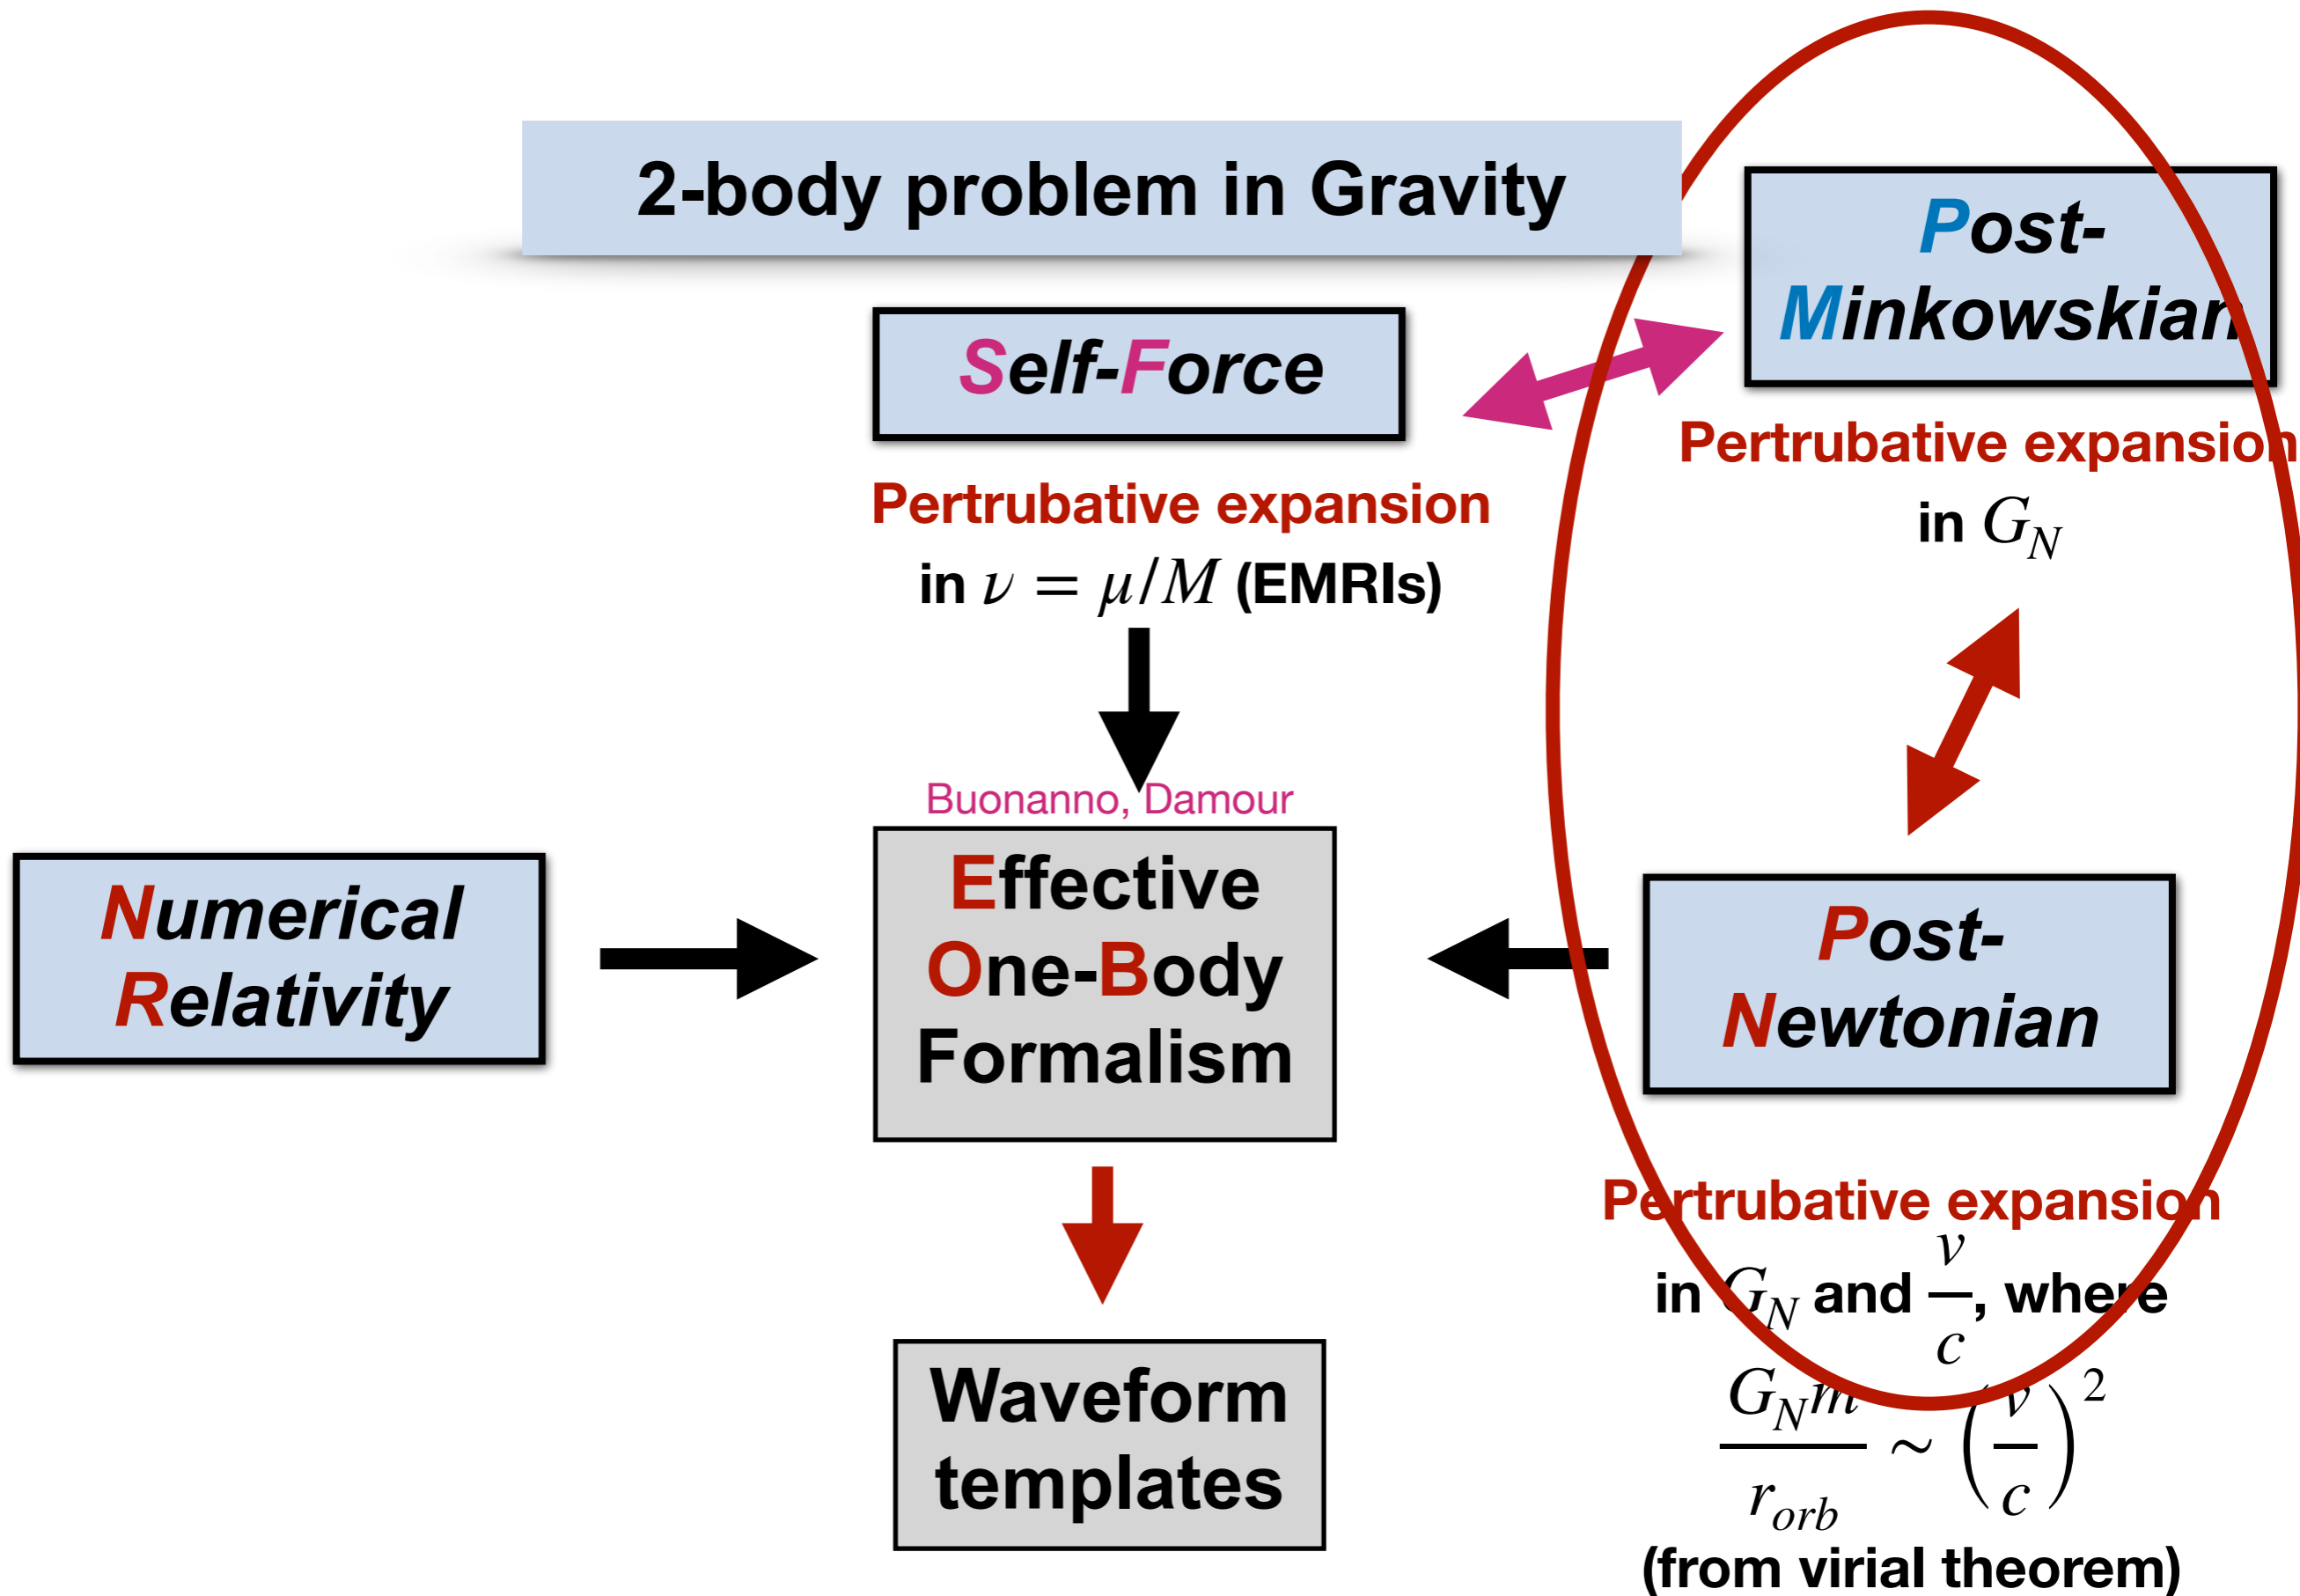 2-body problem in Gravity
Post-
Minkowskian
Pertrubative expansion
in G_N
Self-Force
Pertrubative expansion
in ν = μ/M (EMRIs)
Buonanno, Damour
Effective
One-Body
Formalism
Numerical
Relativity
Post-
Newtonian
Pertrubative expansion
in G_N and v/c, where
G_N m / r_orb ∼ (v/c)^2
(from virial theorem)
Waveform
templates